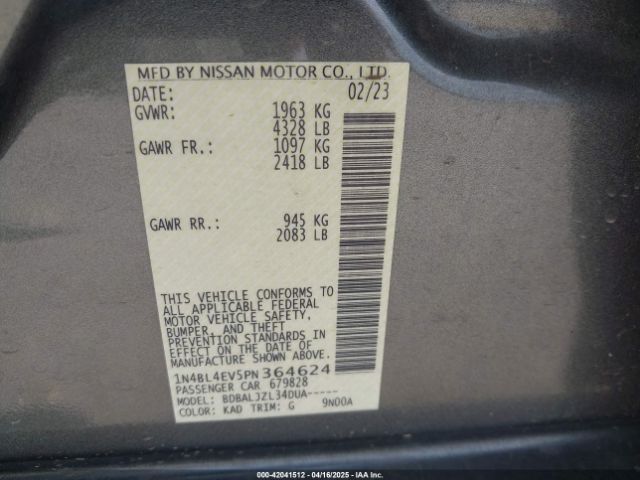 MFD BY NISSAN MOTOR CO., LTD.
DATE: 02/23
GVWR: 1963 KG
4328 LB
GAWR FR.: 1097 KG
2418 LB
GAWR RR.: 945 KG
2083 LB
THIS VEHICLE CONFORMS TO
ALL APPLICABLE FEDERAL
MOTOR VEHICLE SAFETY,
BUMPER, AND THEFT
PREVENTION STANDARDS IN
EFFECT ON THE DATE OF
MANUFACTURE SHOWN ABOVE.
1N4BL4EV5PN364624
PASSENGER CAR 679828
MODEL: BDBALJZL34DUA-----
COLOR: KAD TRIM: G 9N00A
000-42041512 - 04/16/2025 - Copyright © IAA, Inc.